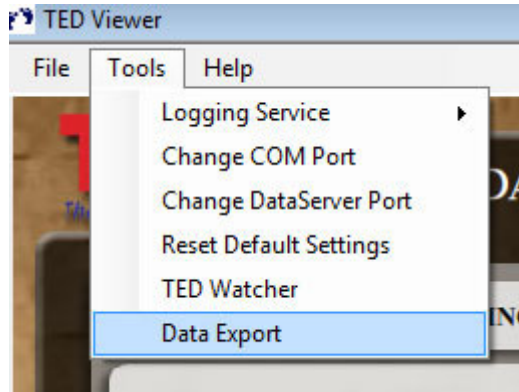 TED Viewer
File Tools Help
Logging Service
Change COM Port
Change DataServer Port
Reset Default Settings
TED Watcher
Data Export